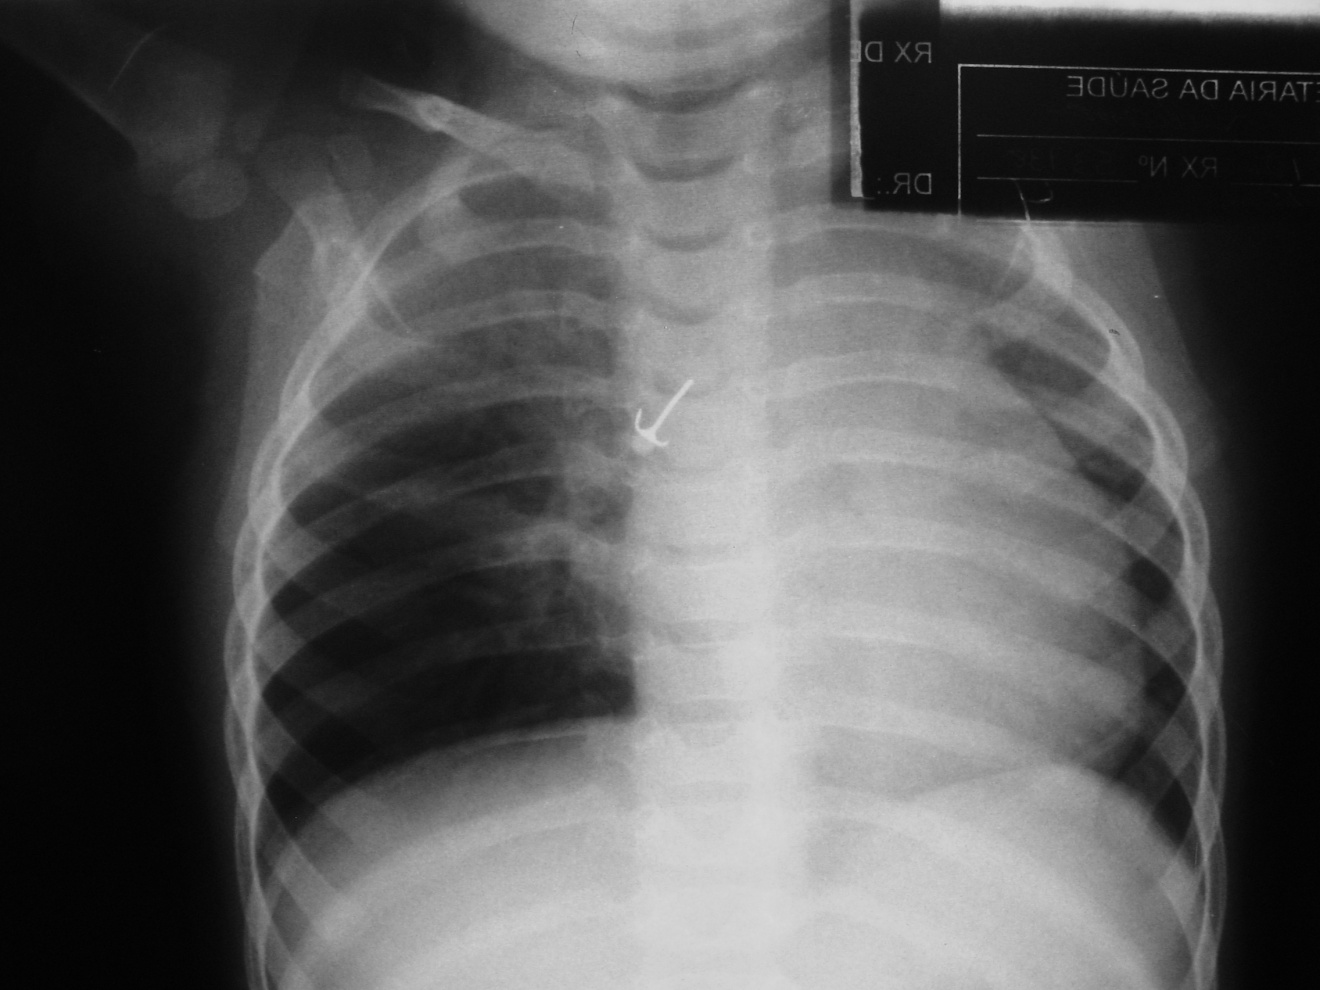 RX DE
ETARIA DA SAÚDE
RX Nº
DR.: